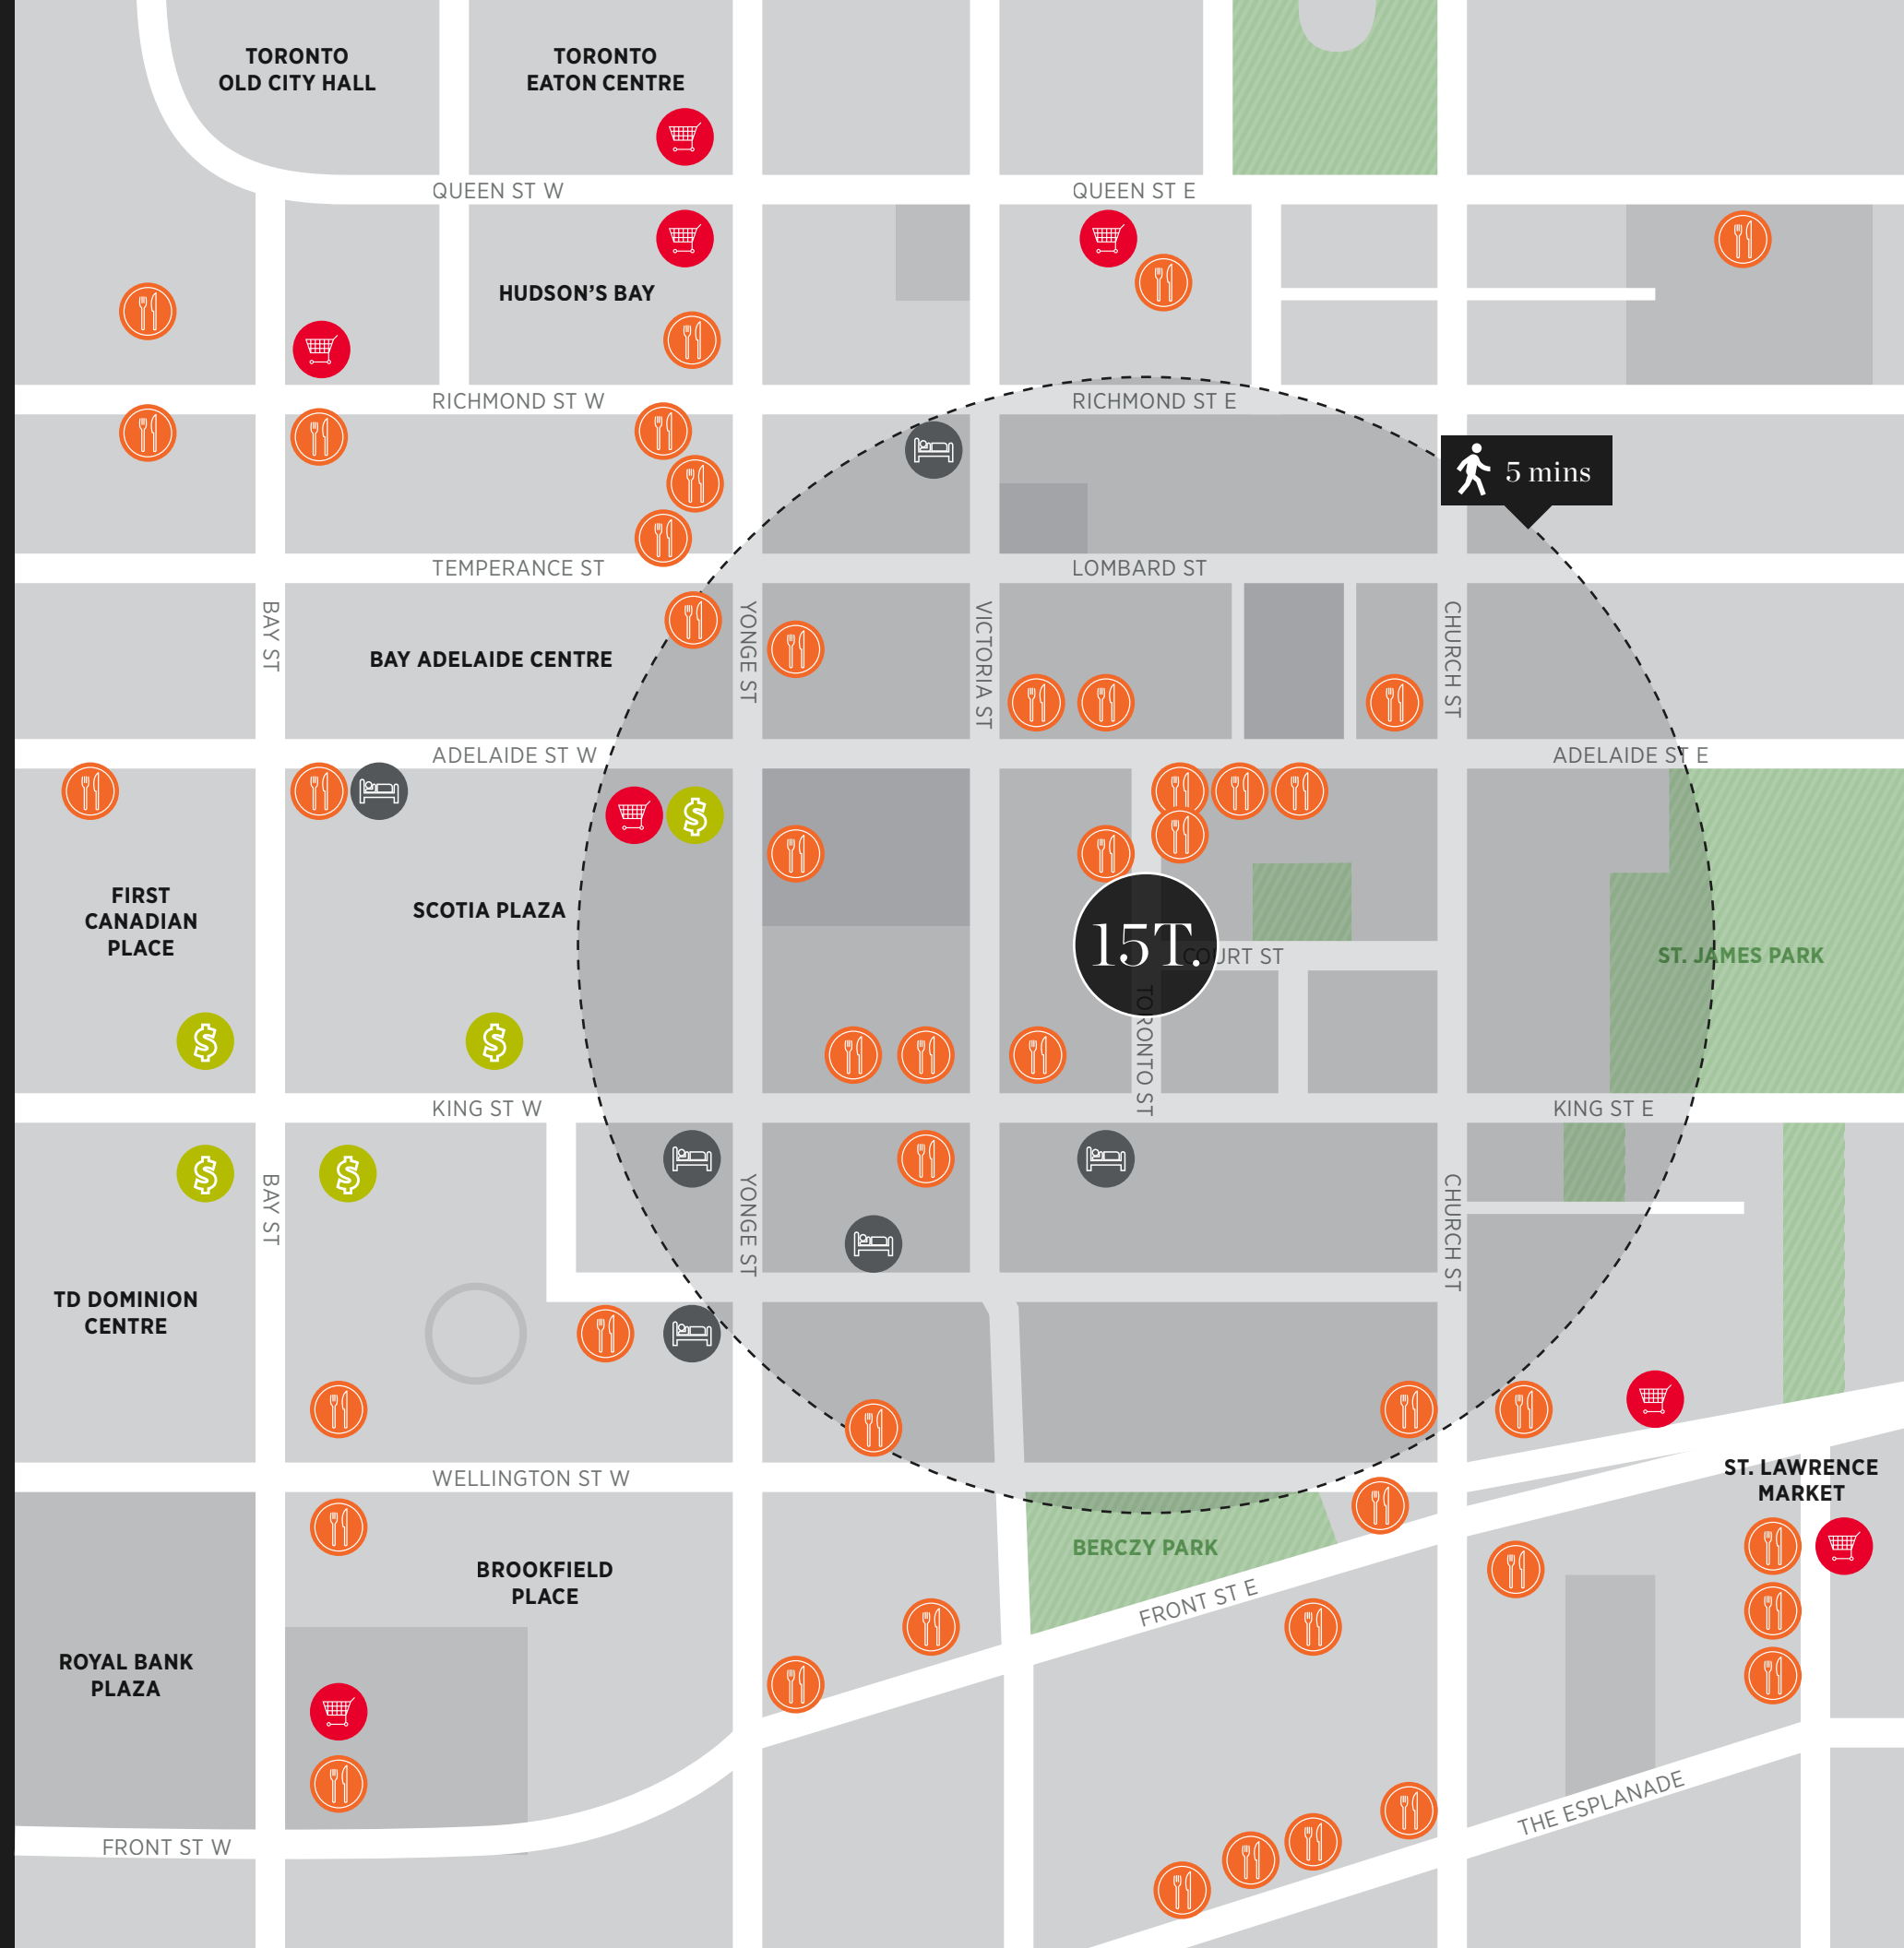 TORONTO
OLD CITY HALL
TORONTO
EATON CENTRE
QUEEN ST W
QUEEN ST E
HUDSON’S BAY
RICHMOND ST W
RICHMOND ST E
5 mins
TEMPERANCE ST
LOMBARD ST
BAY ST
YONGE ST
VICTORIA ST
CHURCH ST
BAY ADELAIDE CENTRE
ADELAIDE ST W
ADELAIDE ST E
FIRST
CANADIAN
PLACE
SCOTIA PLAZA
15T.
COURT ST
TORONTO ST
ST. JAMES PARK
KING ST W
KING ST E
BAY ST
YONGE ST
CHURCH ST
TD DOMINION
CENTRE
WELLINGTON ST W
ST. LAWRENCE
MARKET
BERCZY PARK
BROOKFIELD
PLACE
FRONT ST E
ROYAL BANK
PLAZA
THE ESPLANADE
FRONT ST W